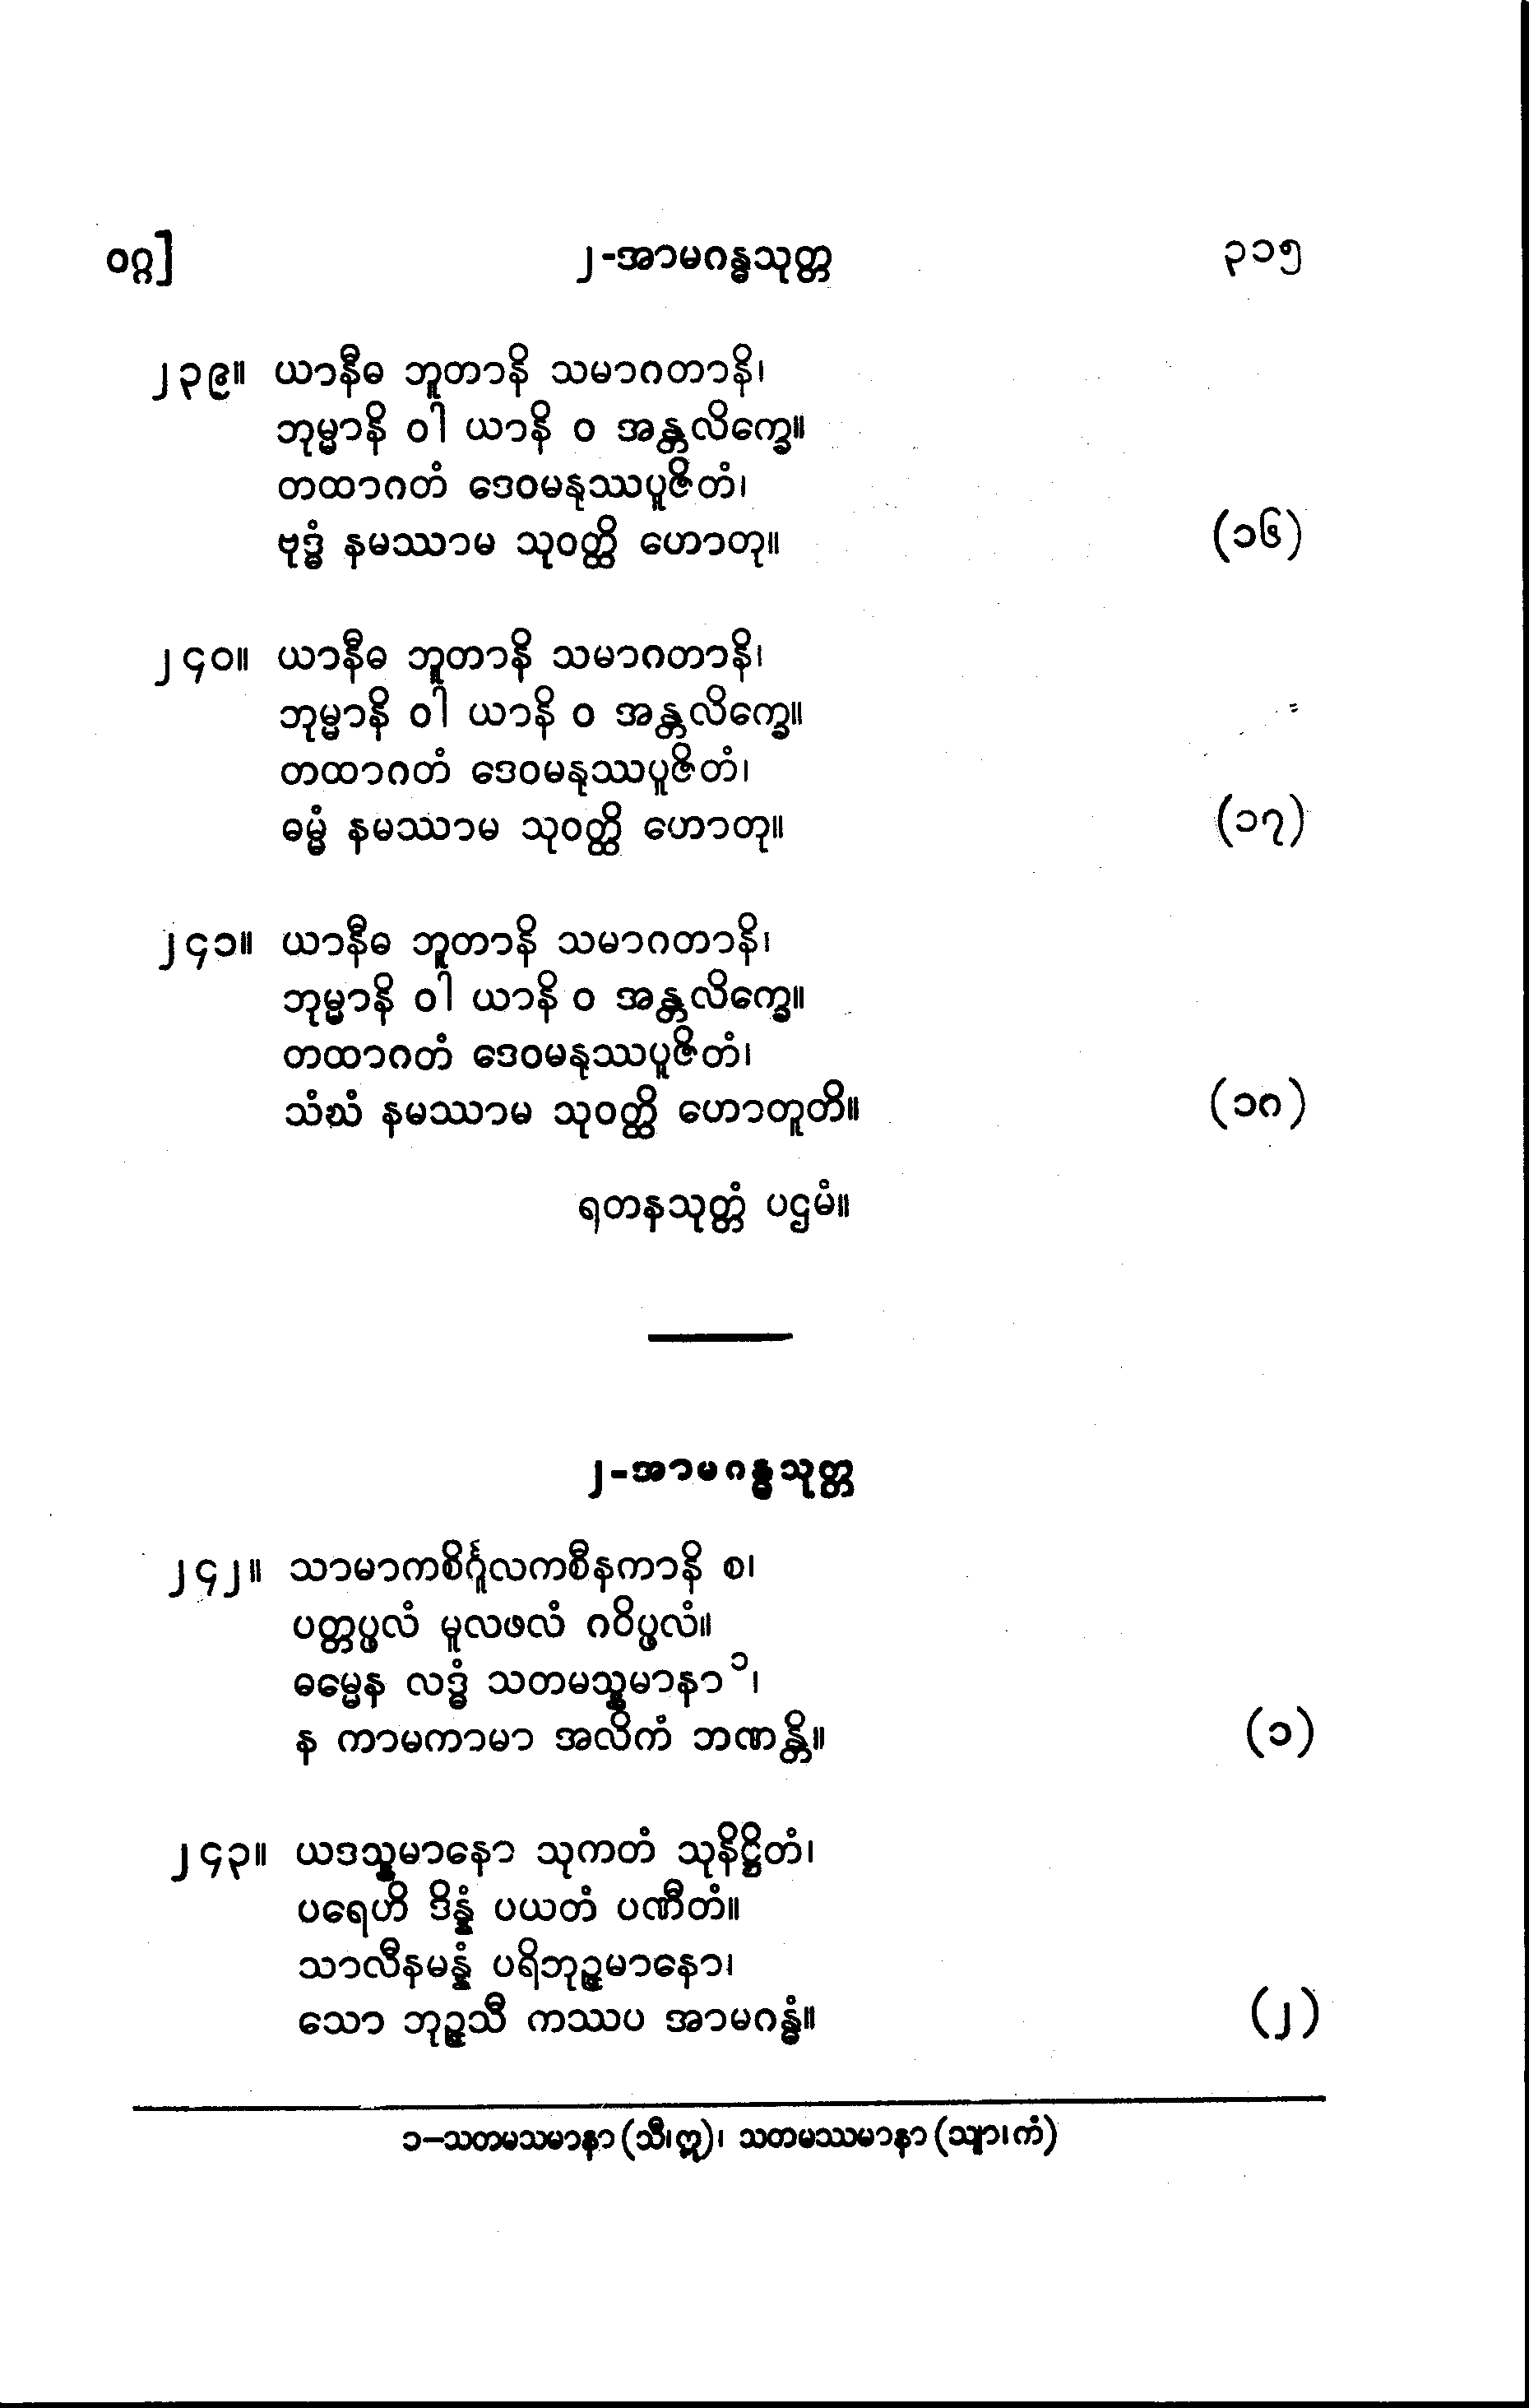 ဝဂ္ဂ] ၂-အာမဂန္ဓသုတ္တ ၃၁၅
၂၃၉။ ယာနီဓ ဘူတာနိ သမာဂတာနိ၊
ဘုမ္မာနိ ဝါ ယာနိ ဝ အန္တလိက္ခေ။
တထာဂတံ ဒေဝမနုဿပူဇိတံ၊
ဗုဒ္ဓံ နမဿာမ သုဝတ္ထိ ဟောတု။ (၁၆)
၂၄၀။ ယာနီဓ ဘူတာနိ သမာဂတာနိ၊
ဘုမ္မာနိ ဝါ ယာနိ ဝ အန္တလိက္ခေ။
တထာဂတံ ဒေဝမနုဿပူဇိတံ၊
ဓမ္မံ နမဿာမ သုဝတ္ထိ ဟောတု။ (၁၇)
၂၄၁။ ယာနီဓ ဘူတာနိ သမာဂတာနိ၊
ဘုမ္မာနိ ဝါ ယာနိ ဝ အန္တလိက္ခေ။
တထာဂတံ ဒေဝမနုဿပူဇိတံ၊
သံဃံ နမဿာမ သုဝတ္ထိ ဟောတူတိ။ (၁၈)
ရတနသုတ္တံ ပဌမံ။
၂-အာမဂန္ဓသုတ္တ
၂၄၂။ သာမာကစိင်္ဂူလကစီနကာနိ စ၊
ပတ္တပ္ဖလံ မူလဖလံ ဂဝိပ္ဖလံ။
ဓမ္မေန လဒ္ဓံ သတမသ္နမာနာ ၁၊
န ကာမကာမာ အလိကံ ဘဏန္တိ။ (၁)
၂၄၃။ ယဒသ္နမာနော သုကတံ သုနိဋ္ဌိတံ၊
ပရေဟိ ဒိန္နံ ပယတံ ပဏီတံ။
သာလီနမန္နံ ပရိဘုဉ္ဇမာနော၊
သော ဘုဉ္ဇသီ ကဿပ အာမဂန္ဓံ။ (၂)
၁-သတမသမာနာ (သီ၊ဣ)၊ သတမဿမာနာ (သျာ၊ကံ)